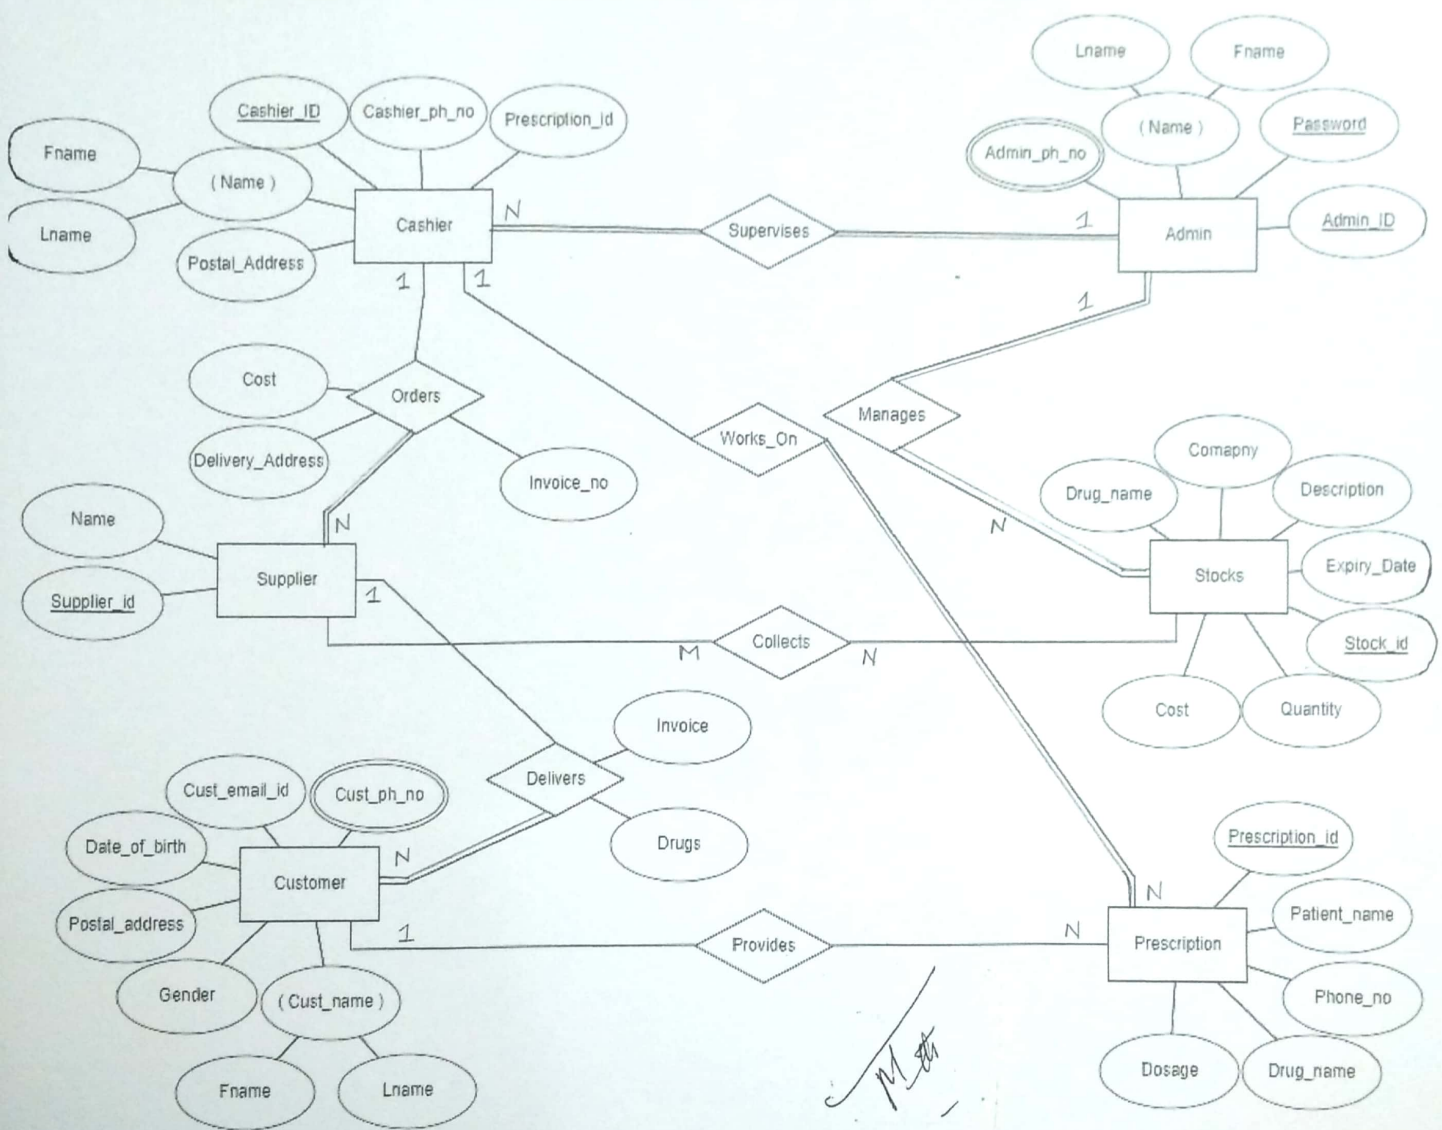 Lname
Fname
Cashier_ID
Cashier_ph_no
Prescription_id
( Name )
Password
Admin_ph_no
Fname
( Name )
Lname
Postal_Address
Cashier
N
Supervises
1
Admin
Admin_ID
1
1
1
Cost
Orders
Manages
Delivery_Address
Invoice_no
Works_On
Comapny
Drug_name
Description
Name
N
N
Expiry_Date
Supplier
Stocks
Supplier_id
1
Stock_id
M
Collects
N
Cost
Quantity
Invoice
Delivers
Cust_email_id
Cust_ph_no
Drugs
Date_of_birth
N
Prescription_id
Customer
N
Postal_address
1
Provides
N
Prescription
Patient_name
Gender
( Cust_name )
Phone_no
Fname
Lname
Dosage
Drug_name